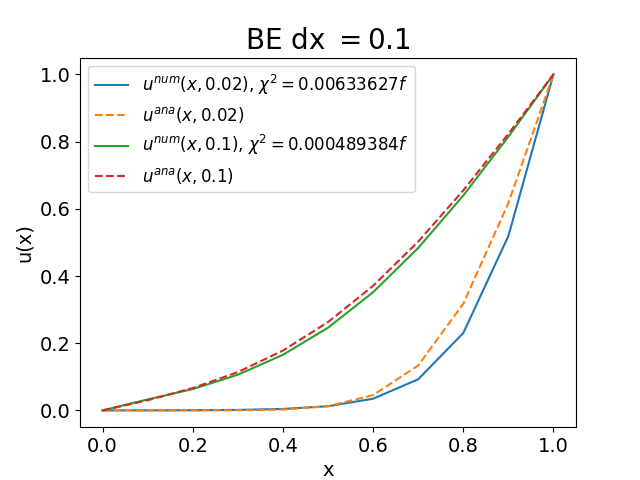 BE dx = 0.1
u^{num}(x, 0.02), χ² = 0.00633627f
u^{ana}(x, 0.02)
u^{num}(x, 0.1), χ² = 0.000489384f
u^{ana}(x, 0.1)
1.0
0.8
0.6
0.4
0.2
0.0
u(x)
0.0 0.2 0.4 0.6 0.8 1.0
x